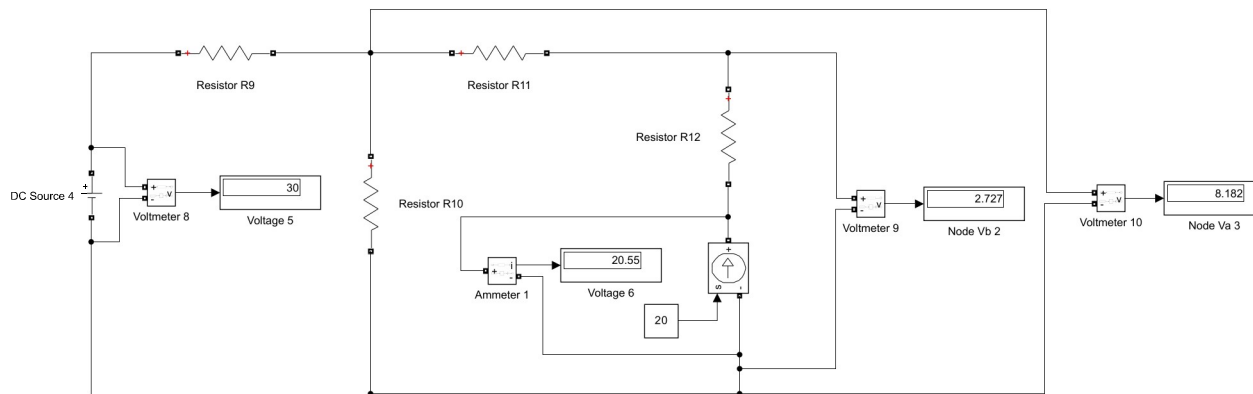 Resistor R9
Resistor R11
Resistor R12
DC Source 4
+
+
-
v
Voltmeter 8
30
Voltage 5
Resistor R10
+
i
-
Ammeter 1
20.55
Voltage 6
+
s
-
20
+
-
v
Voltmeter 9
2.727
Node Vb 2
+
-
v
Voltmeter 10
8.182
Node Va 3